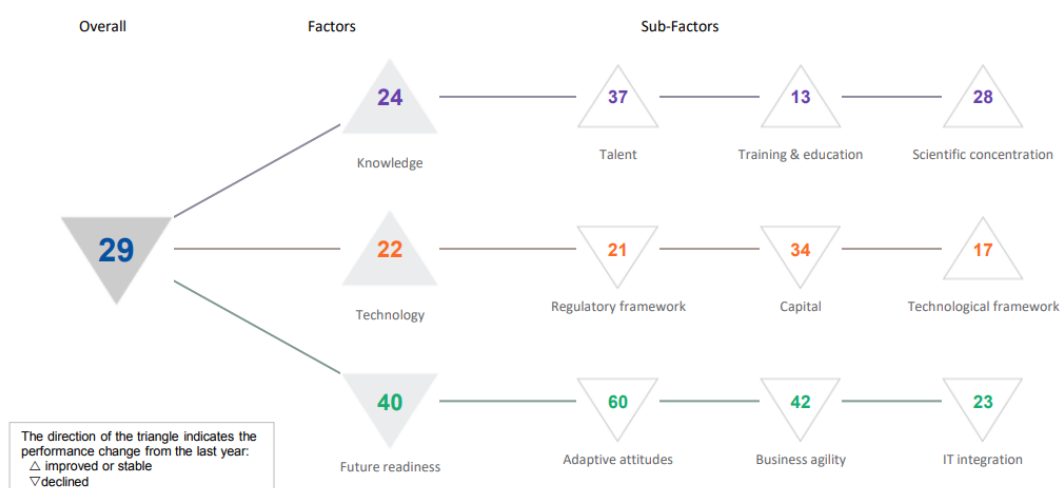 Overall
Factors
Sub-Factors
24
37
13
28
Knowledge
Talent
Training & education
Scientific concentration
29
22
21
34
17
Technology
Regulatory framework
Capital
Technological framework
40
60
42
23
Future readiness
Adaptive attitudes
Business agility
IT integration
The direction of the triangle indicates the
performance change from the last year:
△ improved or stable
▽declined